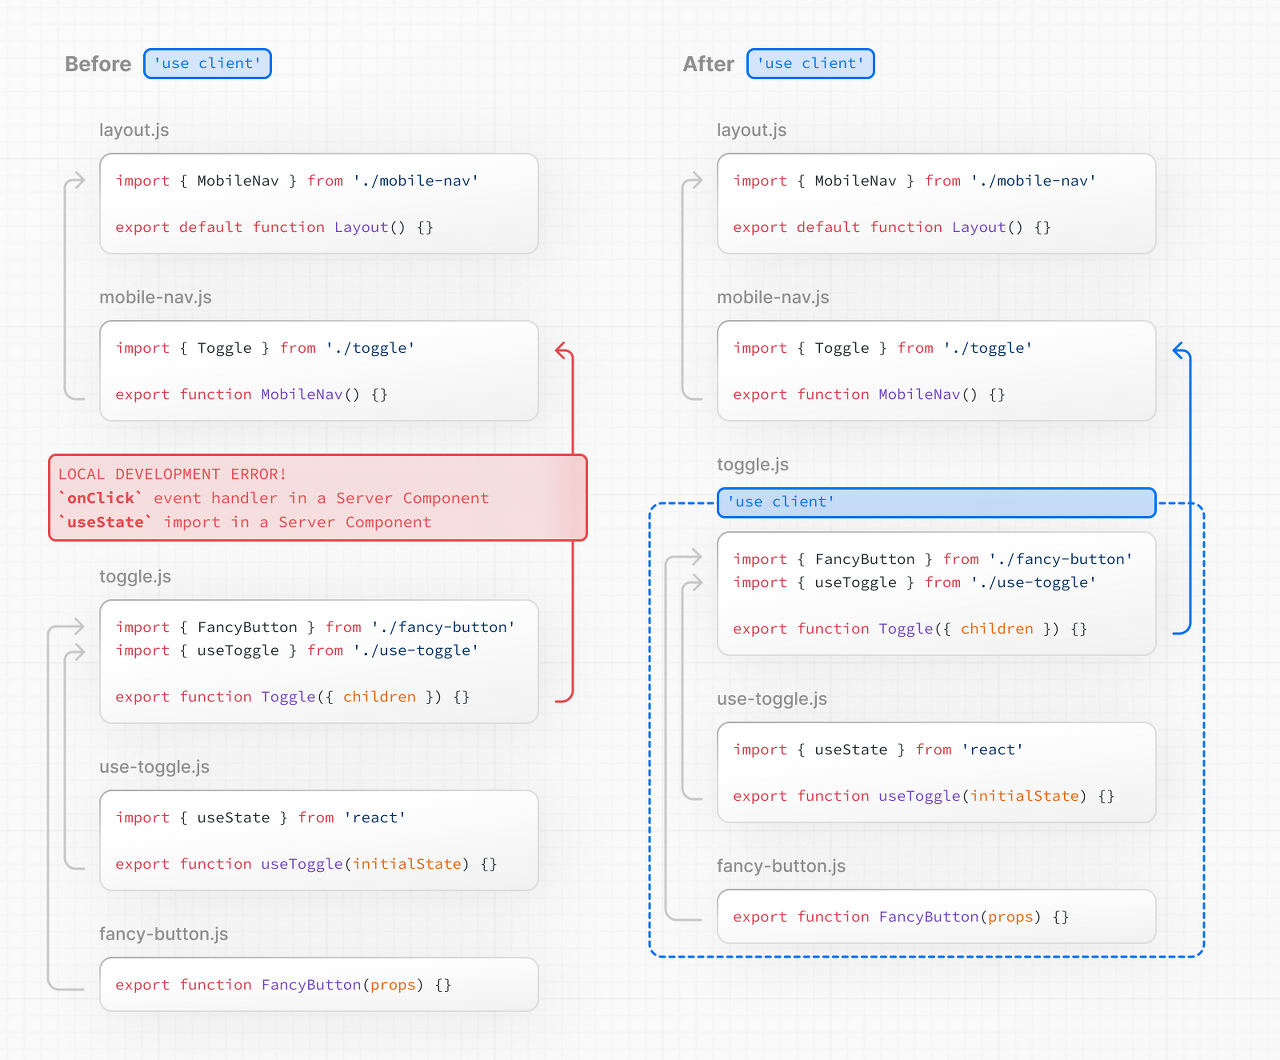 Before 'use client'
layout.js
import { MobileNav } from './mobile-nav'
export default function Layout() {}
mobile-nav.js
import { Toggle } from './toggle'
export function MobileNav() {}
LOCAL DEVELOPMENT ERROR!
`onClick` event handler in a Server Component
`useState` import in a Server Component
toggle.js
import { FancyButton } from './fancy-button'
import { useToggle } from './use-toggle'
export function Toggle({ children }) {}
use-toggle.js
import { useState } from 'react'
export function useToggle(initialState) {}
fancy-button.js
export function FancyButton(props) {}
After 'use client'
layout.js
import { MobileNav } from './mobile-nav'
export default function Layout() {}
mobile-nav.js
import { Toggle } from './toggle'
export function MobileNav() {}
toggle.js
'use client'
import { FancyButton } from './fancy-button'
import { useToggle } from './use-toggle'
export function Toggle({ children }) {}
use-toggle.js
import { useState } from 'react'
export function useToggle(initialState) {}
fancy-button.js
export function FancyButton(props) {}